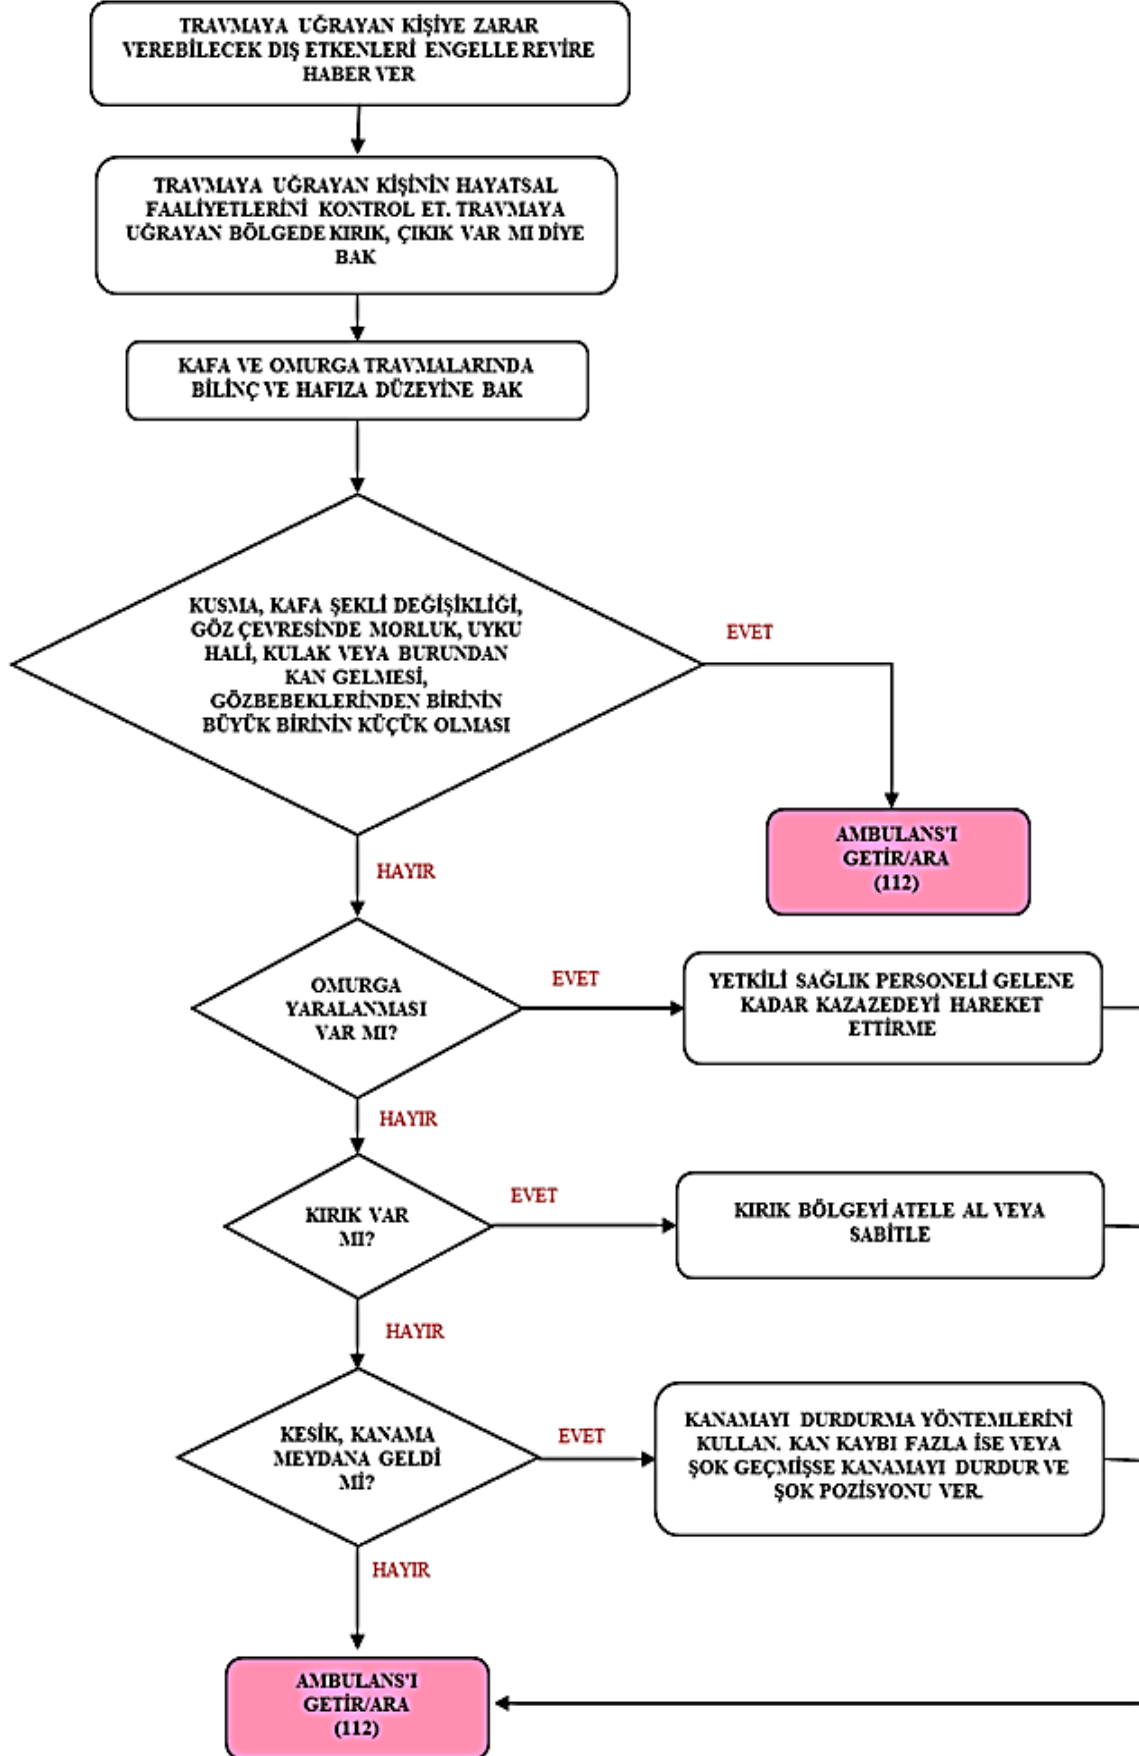 TRAVMAYA UĞRAYAN KİŞİYE ZARAR
VEREBİLECEK DIŞ ETKENLERİ ENGELLE REVİRE
HABER VER
TRAVMAYA UĞRAYAN KİŞİNİN HAYATSAL
FAALİYETLERİNİ KONTROL ET. TRAVMAYA
UĞRAYAN BÖLGEDE KIRIK, ÇIKIK VAR MI DİYE
BAK
KAFA VE OMURGA TRAVMALARINDA
BİLİNÇ VE HAFIZA DÜZEYİNE BAK
KUSMA, KAFA ŞEKLİ DEĞİŞİKLİĞİ,
GÖZ ÇEVRESİNDE MORLUK, UYKU
HALİ, KULAK VEYA BURUNDAN
KAN GELMESİ,
GÖZBEBEKLERİNDEN BİRİNİN
BÜYÜK BİRİNİN KÜÇÜK OLMASI
EVET
AMBULANS'I
GETİR/ARA
(112)
HAYIR
OMURGA
YARALANMASI
VAR MI?
EVET
YETKİLİ SAĞLIK PERSONELİ GELENE
KADAR KAZAZEDEYİ HAREKET
ETTİRME
HAYIR
KIRIK VAR
MI?
EVET
KIRIK BÖLGEYİ ATELE AL VEYA
SABİTLE
HAYIR
KESİK, KANAMA
MEYDANA GELDİ
Mİ?
EVET
KANAMAYI DURDURMA YÖNTEMLERİNİ
KULLAN. KAN KAYBI FAZLA İSE VEYA
ŞOK GEÇMİŞSE KANAMAYI DURDUR VE
ŞOK POZİSYONU VER.
HAYIR
AMBULANS'I
GETİR/ARA
(112)